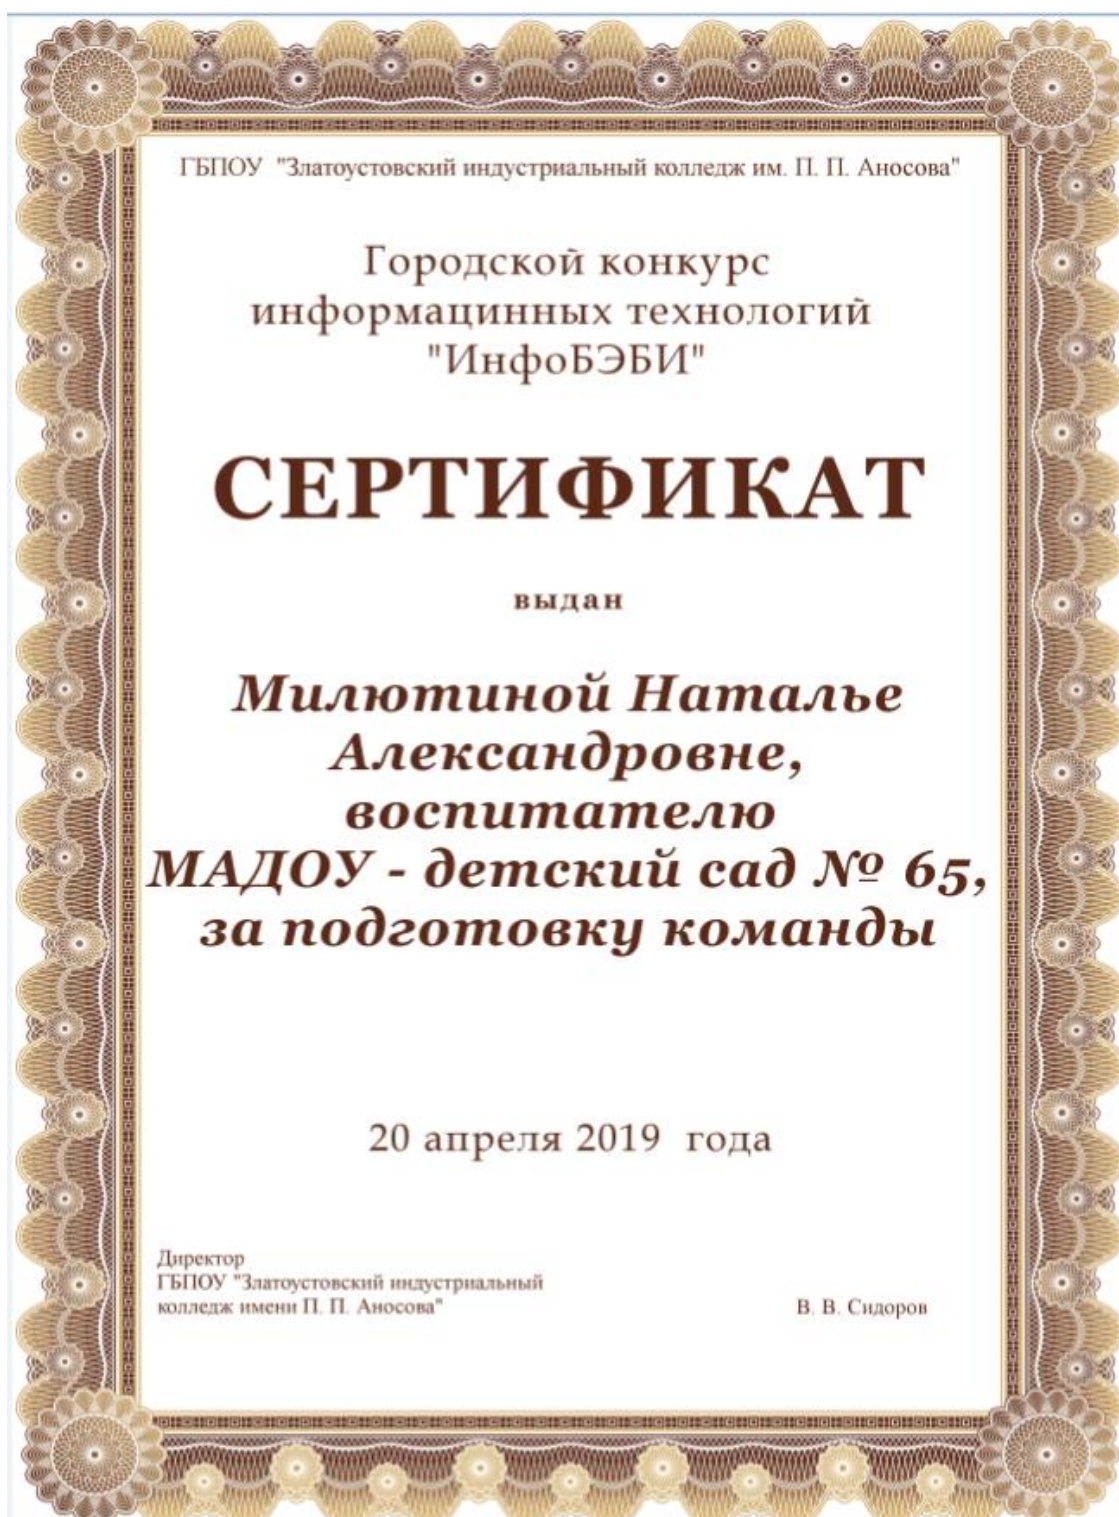 ГБПОУ  "Златоустовский индустриальный колледж им. П. П. Аносова"
Городской конкурс
информацинных технологий
"ИнфоБЭБИ"
СЕРТИФИКАТ
выдан
Милютиной Наталье
Александровне,
воспитателю
МАДОУ - детский сад № 65,
за подготовку команды
20 апреля 2019  года
Директор
ГБПОУ "Златоустовский индустриальный
колледж имени П. П. Аносова"
В. В. Сидоров